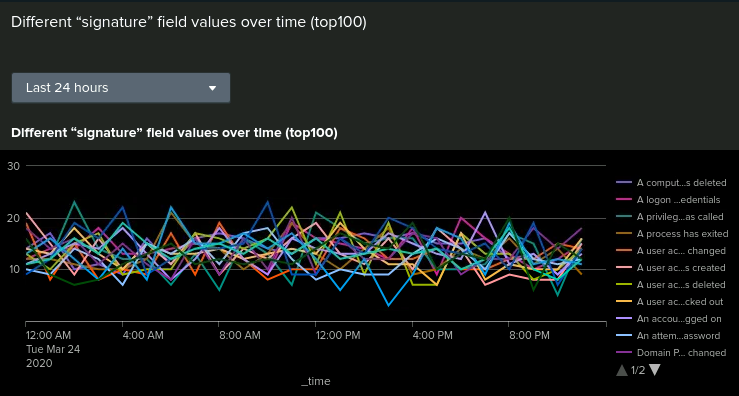 Different “signature” field values over time (top100)
Last 24 hours
Different “signature” field values over time (top100)
30
20
10
12:00 AM
Tue Mar 24
2020
4:00 AM
8:00 AM
12:00 PM
4:00 PM
8:00 PM
_time
A comput...s deleted
A logon ...edentials
A privileg...as called
A process has exited
A user ac... changed
A user ac...s created
A user ac...s deleted
A user ac...cked out
An accou...gged on
An attem...assword
Domain P... changed
1/2